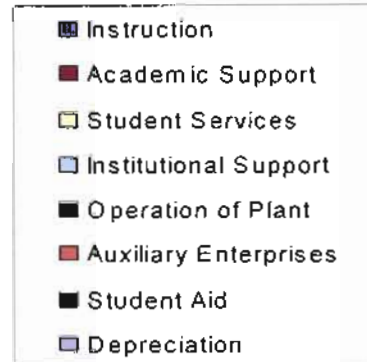 Instruction
Academic Support
Student Services
Institutional Support
Operation of Plant
Auxiliary Enterprises
Student Aid
Depreciation